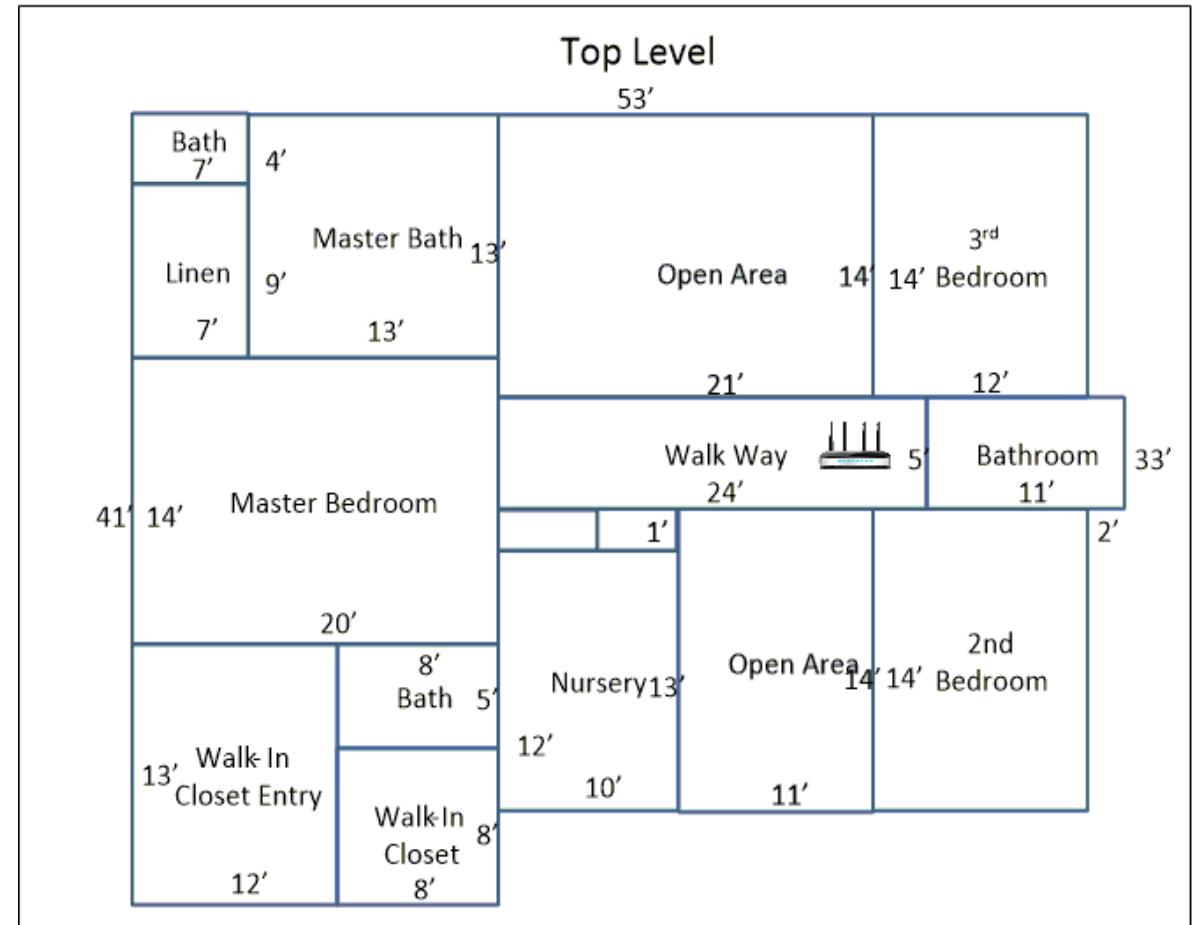 Top Level
53’
Bath
7’
4’
Master Bath
13’
Linen
9’
7’
13’
Open Area
14’
14’
3rd
Bedroom
21’
12’
Walk Way
5’
24’
Bathroom
11’
33’
41’
14’
Master Bedroom
20’
1’
2’
8’
Bath
5’
Nursery
13’
12’
10’
Open Area
14’
11’
14’
2nd
Bedroom
13’
Walk-In
Closet Entry
12’
Walk-In
Closet
8’
8’